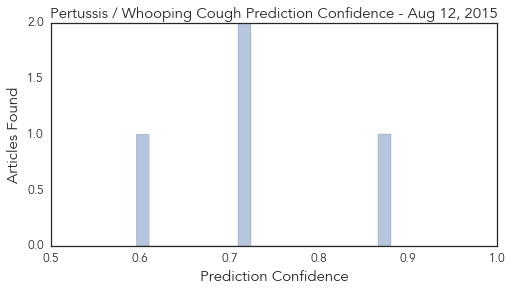 Pertussis / Whooping Cough Prediction Confidence - Aug 12, 2015
2.0
1.5
1.0
0.5
0.0
Articles Found
0.5 0.6 0.7 0.8 0.9 1.0
Prediction Confidence